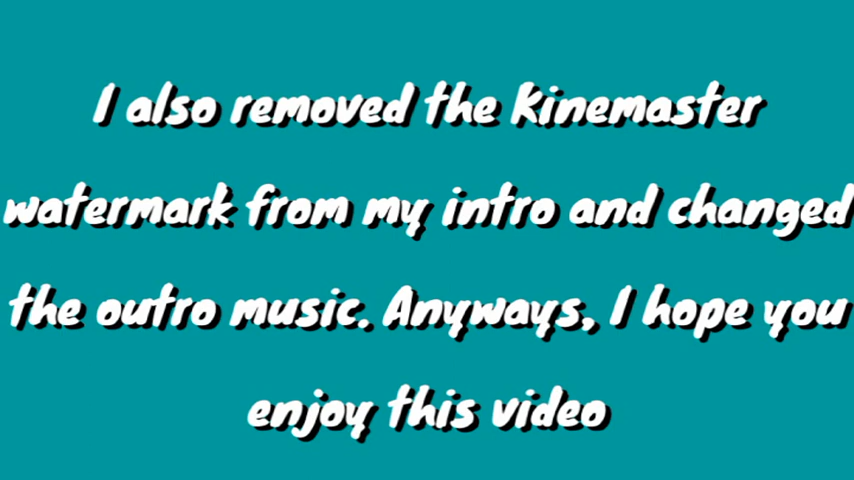 I also removed the Kinemaster
watermark from my intro and changed
the outro music. Anyways, I hope you
enjoy this video